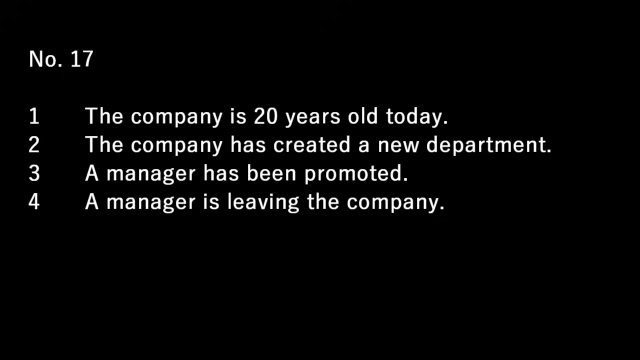 No. 17
1 The company is 20 years old today.
2 The company has created a new department.
3 A manager has been promoted.
4 A manager is leaving the company.